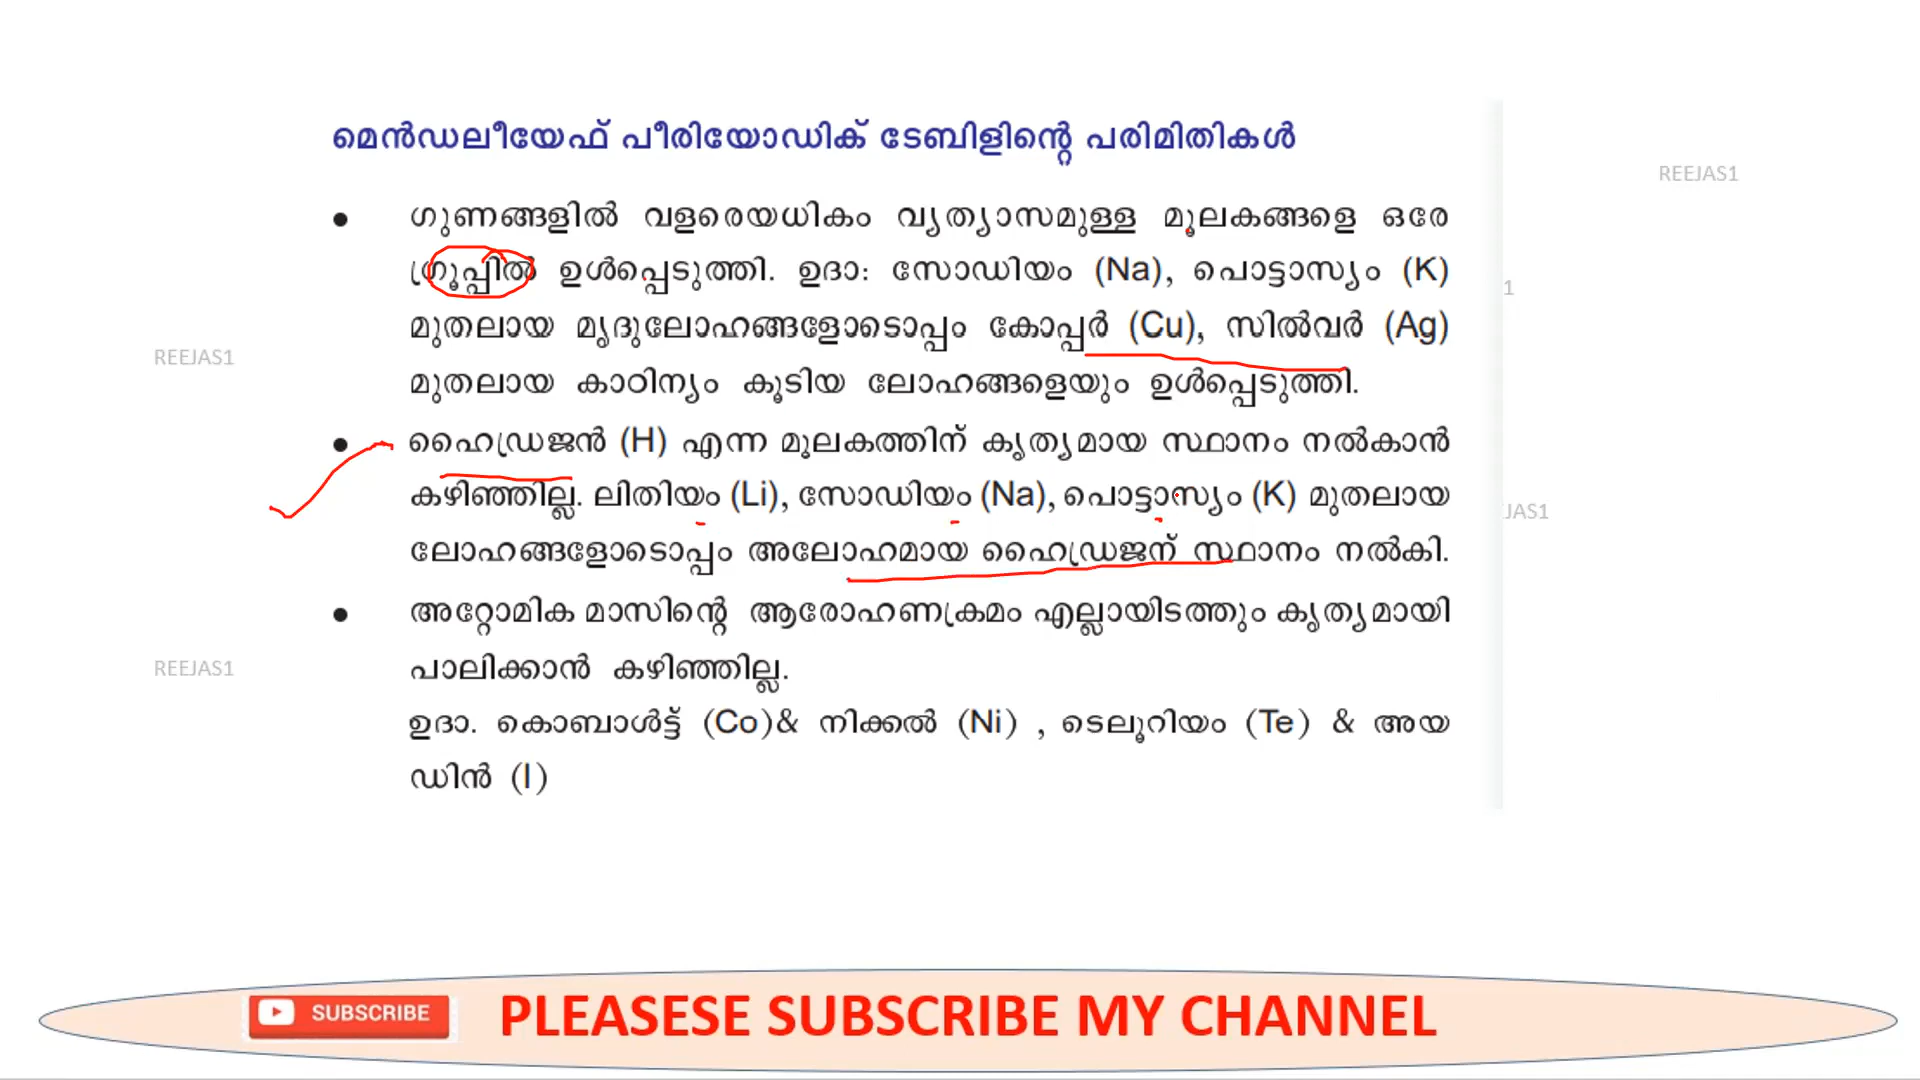 മെൻഡലീയേഫ് പീരിയോഡിക് ടേബിളിന്റെ പരിമിതികൾ
REEJAS1
• ഗുണങ്ങളിൽ വളരെയധികം വ്യത്യാസമുള്ള മൂലകങ്ങളെ ഒരേ
ഗ്രൂപ്പിൽ ഉൾപ്പെടുത്തി. ഉദാ: സോഡിയം (Na), പൊട്ടാസ്യം (K)
1
മുതലായ മൃദുലോഹങ്ങളോടൊപ്പം കോപ്പർ (Cu), സിൽവർ (Ag)
REEJAS1
മുതലായ കാഠിന്യം കൂടിയ ലോഹങ്ങളെയും ഉൾപ്പെടുത്തി.
• ഹൈഡ്രജൻ (H) എന്ന മൂലകത്തിന് കൃത്യമായ സ്ഥാനം നൽകാൻ
കഴിഞ്ഞില്ല. ലിതിയം (Li), സോഡിയം (Na), പൊട്ടാസ്യം (K) മുതലായ
JAS1
ലോഹങ്ങളോടൊപ്പം അലോഹമായ ഹൈഡ്രജന് സ്ഥാനം നൽകി.
• അറ്റോമിക മാസിന്റെ ആരോഹണക്രമം എല്ലായിടത്തും കൃത്യമായി
പാലിക്കാൻ കഴിഞ്ഞില്ല.
REEJAS1
ഉദാ. കൊബാൾട്ട് (Co)& നിക്കൽ (Ni) , ടെലൂറിയം (Te) & അയ
ഡിൻ (I)
SUBSCRIBE
PLEASESE SUBSCRIBE MY CHANNEL